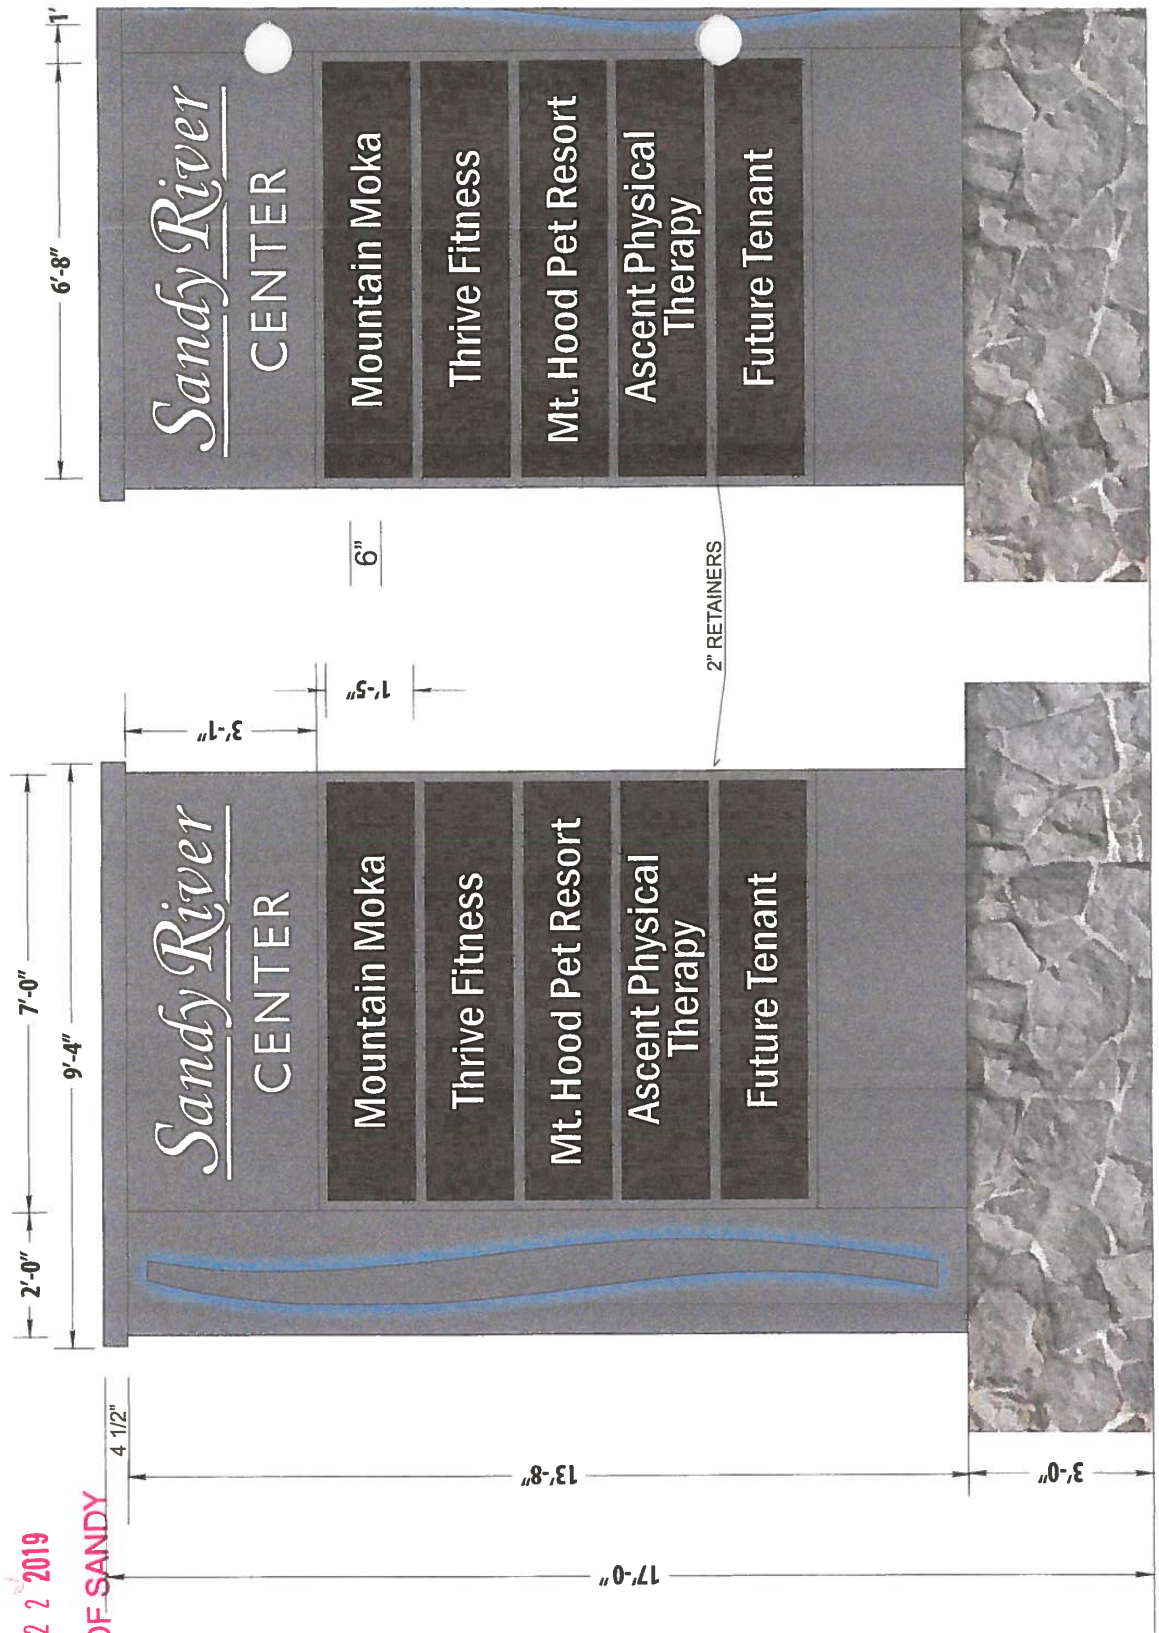 2 2 2019
OF SANDY
2'-0"
7'-0"
9'-4"
4 1/2"
17'-0"
13'-8"
3'-0"
Sandy River
CENTER
Mountain Moka
Thrive Fitness
Mt. Hood Pet Resort
Ascent Physical
Therapy
Future Tenant
3'-1"
1'-5"
6"
2" RETAINERS
6'-8"
1'
Sandy River
CENTER
Mountain Moka
Thrive Fitness
Mt. Hood Pet Resort
Ascent Physical
Therapy
Future Tenant